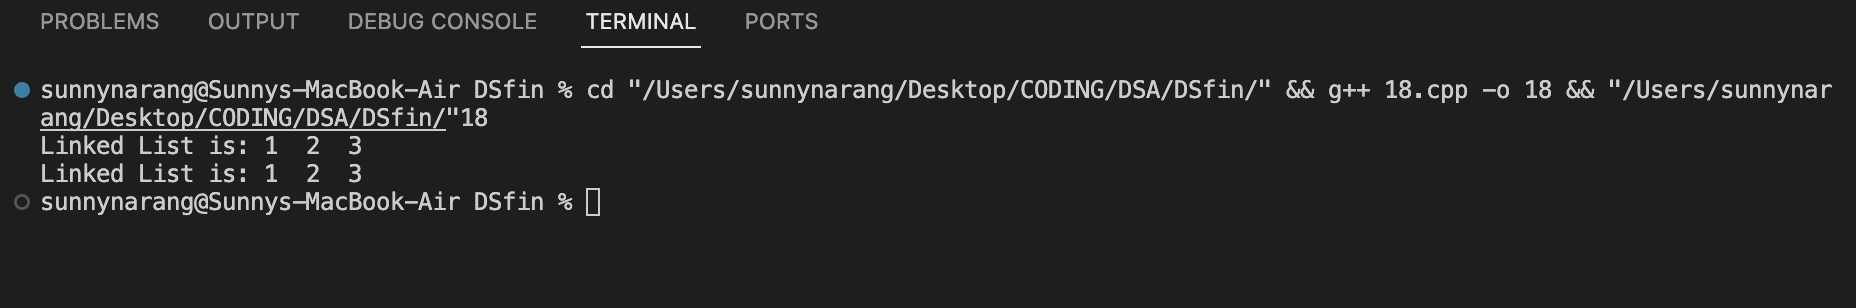 PROBLEMS OUTPUT DEBUG CONSOLE TERMINAL PORTS
sunnynarang@Sunnys-MacBook-Air DSfin % cd "/Users/sunnynarang/Desktop/CODING/DSA/DSfin/" && g++ 18.cpp -o 18 && "/Users/sunnynar
ang/Desktop/CODING/DSA/DSfin/"18
Linked List is: 1  2  3
Linked List is: 1  2  3
sunnynarang@Sunnys-MacBook-Air DSfin %